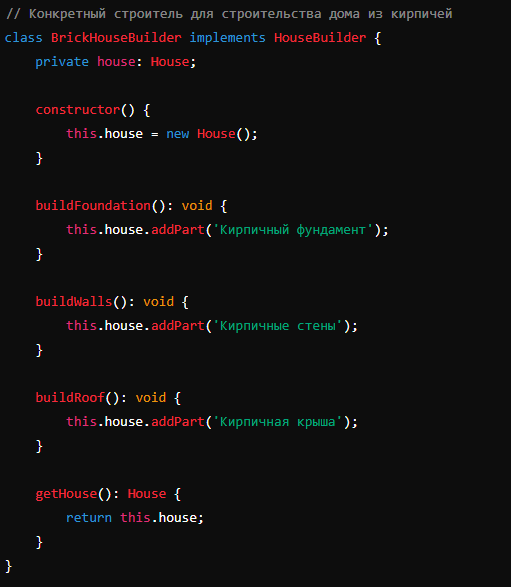 // Конкретный строитель для строительства дома из кирпичей
class BrickHouseBuilder implements HouseBuilder {
    private house: House;

    constructor() {
        this.house = new House();
    }

    buildFoundation(): void {
        this.house.addPart('Кирпичный фундамент');
    }

    buildWalls(): void {
        this.house.addPart('Кирпичные стены');
    }

    buildRoof(): void {
        this.house.addPart('Кирпичная крыша');
    }

    getHouse(): House {
        return this.house;
    }
}